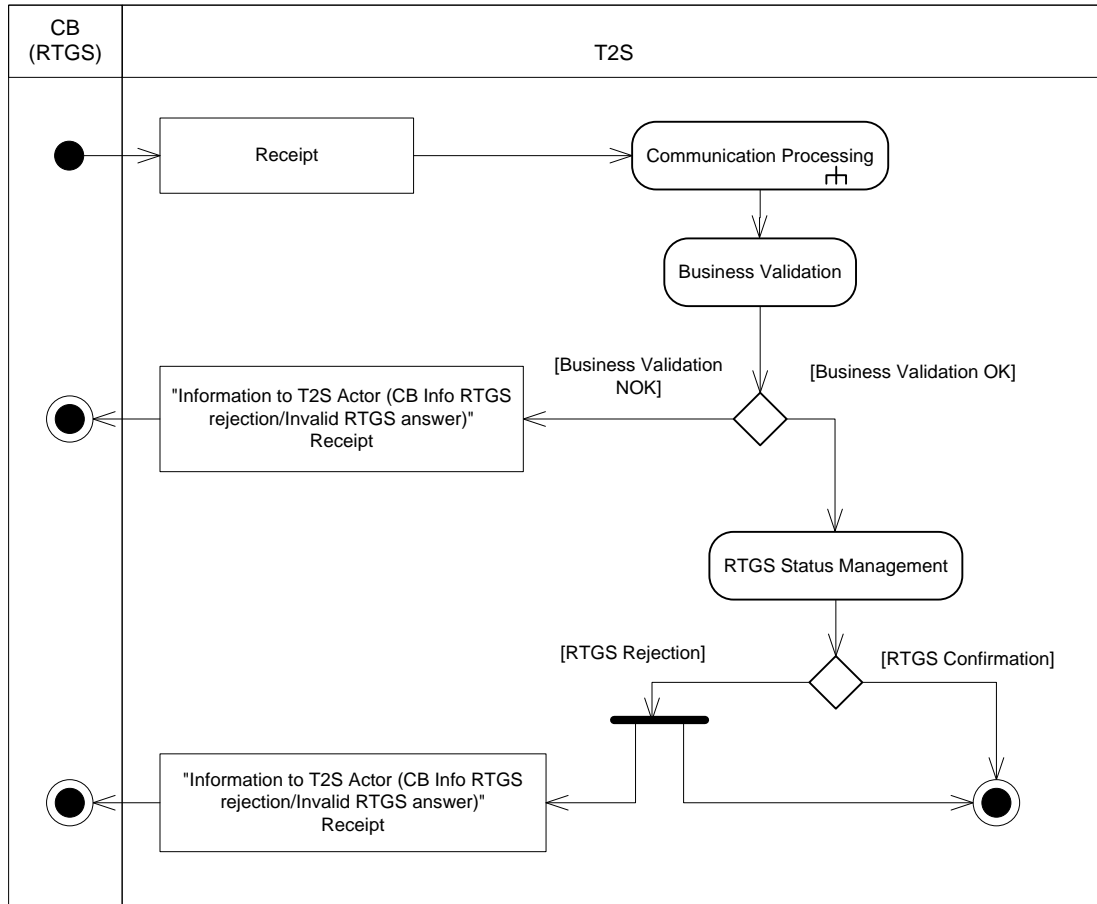 CB
(RTGS)
T2S
Receipt
Communication Processing
Business Validation
[Business Validation
NOK]
[Business Validation OK]
"Information to T2S Actor (CB Info RTGS
rejection/Invalid RTGS answer)"
Receipt
RTGS Status Management
[RTGS Rejection]
[RTGS Confirmation]
"Information to T2S Actor (CB Info RTGS
rejection/Invalid RTGS answer)"
Receipt